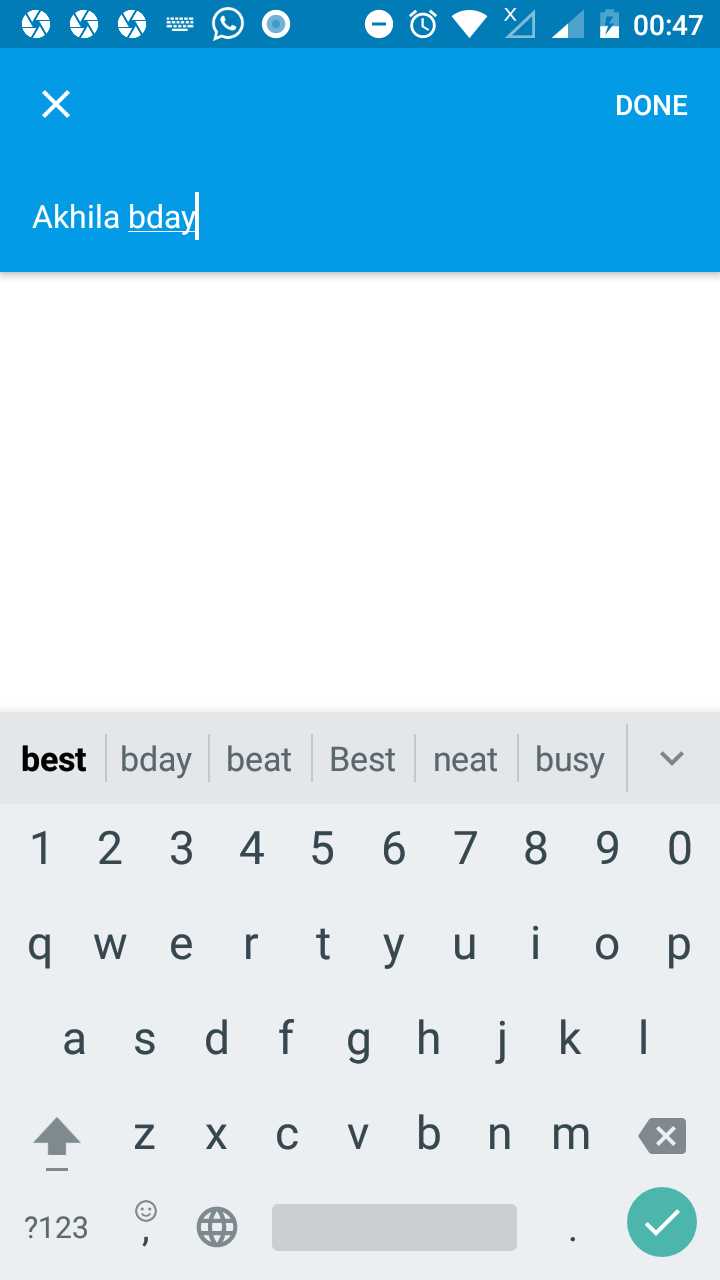 00:47
DONE
Akhila bday
best bday beat Best neat busy
1 2 3 4 5 6 7 8 9 0
q w e r t y u i o p
a s d f g h j k l
z x c v b n m
?123 , .